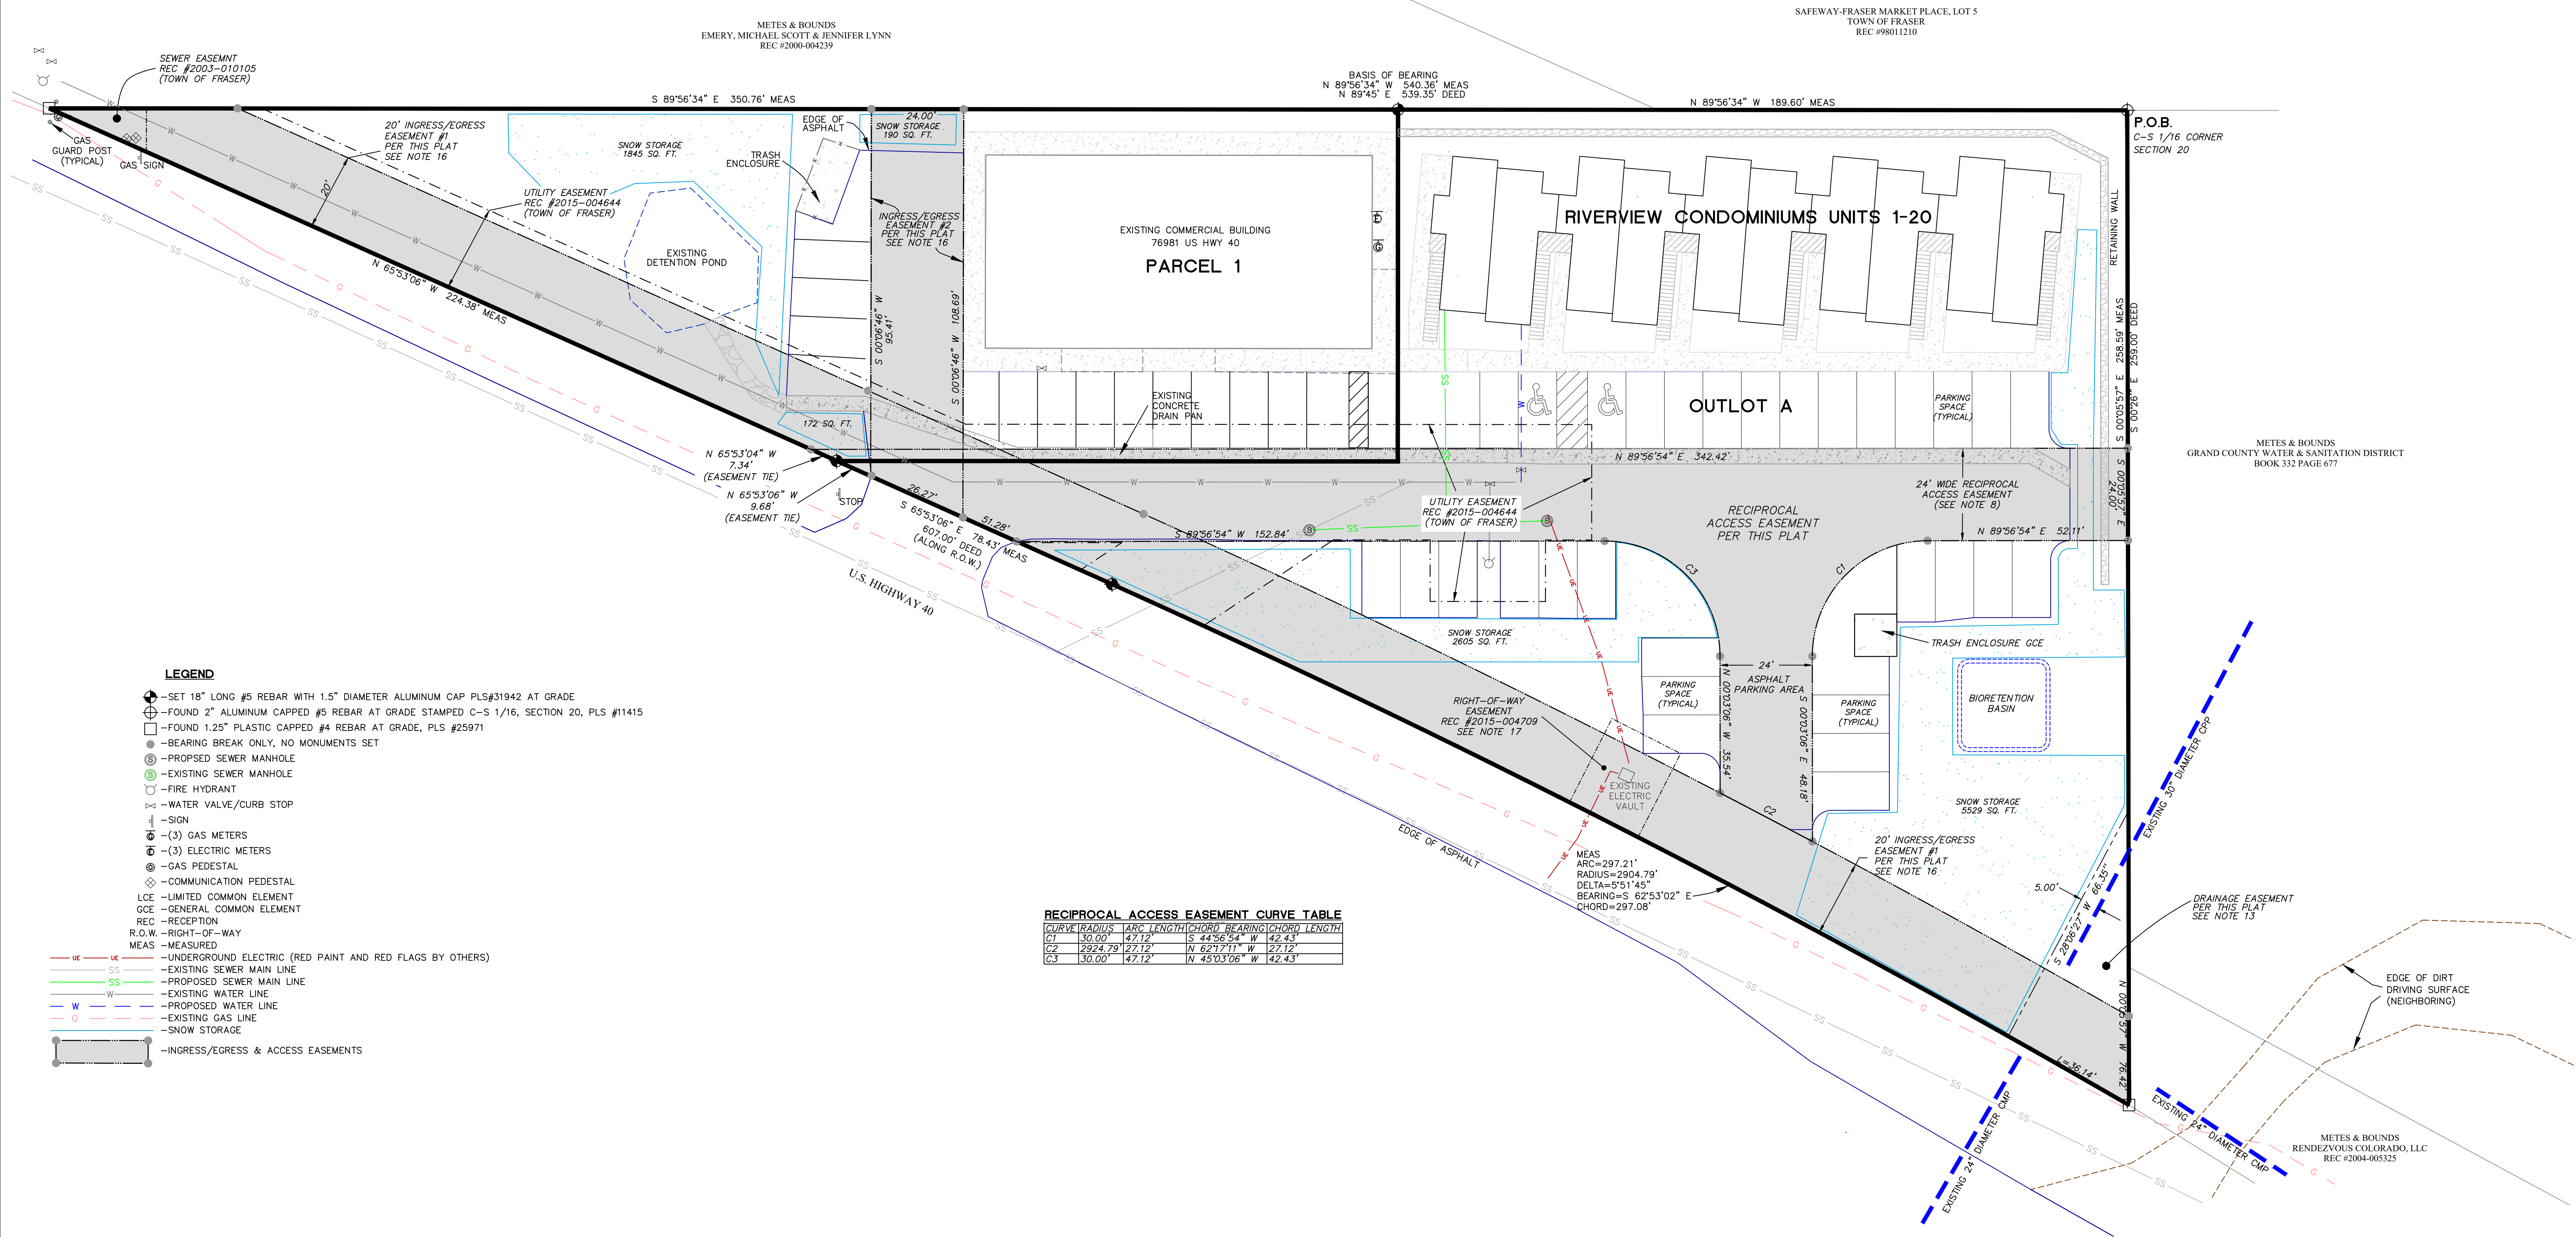 METES & BOUNDS
EMERY, MICHAEL SCOTT & JENNIFER LYNN
REC #2000-004239
SAFEWAY-FRASER MARKET PLACE, LOT 5
TOWN OF FRASER
REC #98011210
SEWER EASEMNT
REC #2003-010105
(TOWN OF FRASER)
BASIS OF BEARING
N 89°56'34" W 540.36' MEAS
N 89°45' E 539.35' DEED
S 89°56'34" E 350.76' MEAS
N 89°56'34" W 189.60' MEAS
P.O.B.
C-S 1/16 CORNER
SECTION 20
GAS
GUARD POST
(TYPICAL)
GAS SIGN
20' INGRESS/EGRESS
EASEMENT #1
PER THIS PLAT
SEE NOTE 16
20'
SNOW STORAGE
1845 SQ. FT.
EDGE OF
ASPHALT
24.00'
SNOW STORAGE
190 SQ. FT.
TRASH
ENCLOSURE
UTILITY EASEMENT
REC #2015-004644
(TOWN OF FRASER)
EXISTING
DETENTION POND
INGRESS/EGRESS
EASEMENT #2
PER THIS PLAT
SEE NOTE 16
EXISTING COMMERCIAL BUILDING
76981 US HWY 40
PARCEL 1
RIVERVIEW CONDOMINIUMS UNITS 1-20
RETAINING WALL
N 65°53'06" W 224.38' MEAS
S 00°06'46" W
95.41'
S 00°06'46" W 108.69'
S 00°05'57" E 258.59' MEAS
S 00°26" E 259.00' DEED
EXISTING
CONCRETE
DRAIN PAN
OUTLOT A
PARKING
SPACE
(TYPICAL)
172 SQ. FT.
METES & BOUNDS
GRAND COUNTY WATER & SANITATION DISTRICT
BOOK 332 PAGE 677
N 65°53'04" W
7.34'
(EASEMENT TIE)
N 65°53'06" W
9.68'
(EASEMENT TIE)
STOP
N 89°56'54" E 342.42'
24' WIDE RECIPROCAL
ACCESS EASEMENT
(SEE NOTE 8)
S 00°05'57" E
24.00'
UTILITY EASEMENT
REC #2015-004644
(TOWN OF FRASER)
RECIPROCAL
ACCESS EASEMENT
PER THIS PLAT
26.27'
51.28'
S 65°53'06" E 78.43' MEAS
607.00' DEED
(ALONG R.O.W.)
S 89°56'54" W 152.84'
N 89°56'54" E 52.11'
U.S. HIGHWAY 40
C3
C1
SNOW STORAGE
2605 SQ. FT.
TRASH ENCLOSURE GCE
24'
ASPHALT
PARKING AREA
PARKING
SPACE
(TYPICAL)
PARKING
SPACE
(TYPICAL)
N 00°03'06" W 35.54'
S 00°03'06" E 48.18'
BIORETENTION
BASIN
RIGHT-OF-WAY
EASEMENT
REC #2015-004709
SEE NOTE 17
EXISTING
ELECTRIC
VAULT
C2
SNOW STORAGE
5529 SQ. FT.
EXISTING 30" DIAMETER CPP
EDGE OF ASPHALT
MEAS
ARC=297.21'
RADIUS=2904.79'
DELTA=5°51'45"
BEARING=S 62°53'02" E
CHORD=297.08'
20' INGRESS/EGRESS
EASEMENT #1
PER THIS PLAT
SEE NOTE 16
5.00'
S 28°06'27" W 66.35'
DRAINAGE EASEMENT
PER THIS PLAT
SEE NOTE 13
N 00°05'57" W 76.42'
L=36.14'
EDGE OF DIRT
DRIVING SURFACE
(NEIGHBORING)
EXISTING 24" DIAMETER CMP
EXISTING 24" DIAMETER CMP
METES & BOUNDS
RENDEZVOUS COLORADO, LLC
REC #2004-005325
LEGEND
-SET 18" LONG #5 REBAR WITH 1.5" DIAMETER ALUMINUM CAP PLS#31942 AT GRADE
-FOUND 2" ALUMINUM CAPPED #5 REBAR AT GRADE STAMPED C-S 1/16, SECTION 20, PLS #11415
-FOUND 1.25" PLASTIC CAPPED #4 REBAR AT GRADE, PLS #25971
-BEARING BREAK ONLY, NO MONUMENTS SET
-PROPSED SEWER MANHOLE
-EXISTING SEWER MANHOLE
-FIRE HYDRANT
-WATER VALVE/CURB STOP
-SIGN
-(3) GAS METERS
-(3) ELECTRIC METERS
-GAS PEDESTAL
-COMMUNICATION PEDESTAL
LCE -LIMITED COMMON ELEMENT
GCE -GENERAL COMMON ELEMENT
REC -RECEPTION
R.O.W. -RIGHT-OF-WAY
MEAS -MEASURED
UE UE -UNDERGROUND ELECTRIC (RED PAINT AND RED FLAGS BY OTHERS)
SS -EXISTING SEWER MAIN LINE
SS -PROPOSED SEWER MAIN LINE
W -EXISTING WATER LINE
W -PROPOSED WATER LINE
G -EXISTING GAS LINE
-SNOW STORAGE
-INGRESS/EGRESS & ACCESS EASEMENTS
RECIPROCAL ACCESS EASEMENT CURVE TABLE
CURVE RADIUS ARC LENGTH CHORD BEARING CHORD LENGTH
C1 30.00' 47.12' S 44°56'54" W 42.43'
C2 2924.79' 27.12' N 62°17'11" W 27.12'
C3 30.00' 47.12' N 45°03'06" W 42.43'